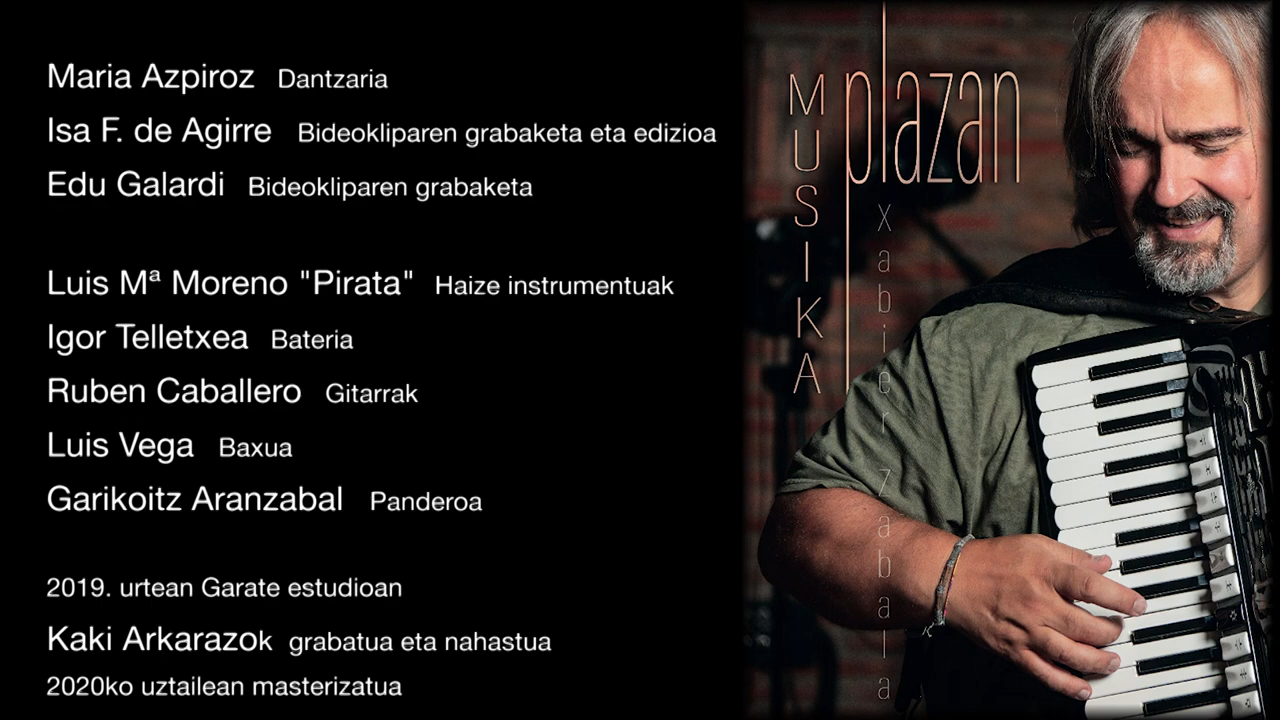 Maria Azpiroz Dantzaria
Isa F. de Agirre Bideokliparen grabaketa eta edizioa
Edu Galardi Bideokliparen grabaketa
Luis Mª Moreno "Pirata" Haize instrumentuak
Igor Telletxea Bateria
Ruben Caballero Gitarrak
Luis Vega Baxua
Garikoitz Aranzabal Panderoa
2019. urtean Garate estudioan
Kaki Arkarazok grabatua eta nahastua
2020ko uztailean masterizatua
MUSIKA
plazan
xabier zabala